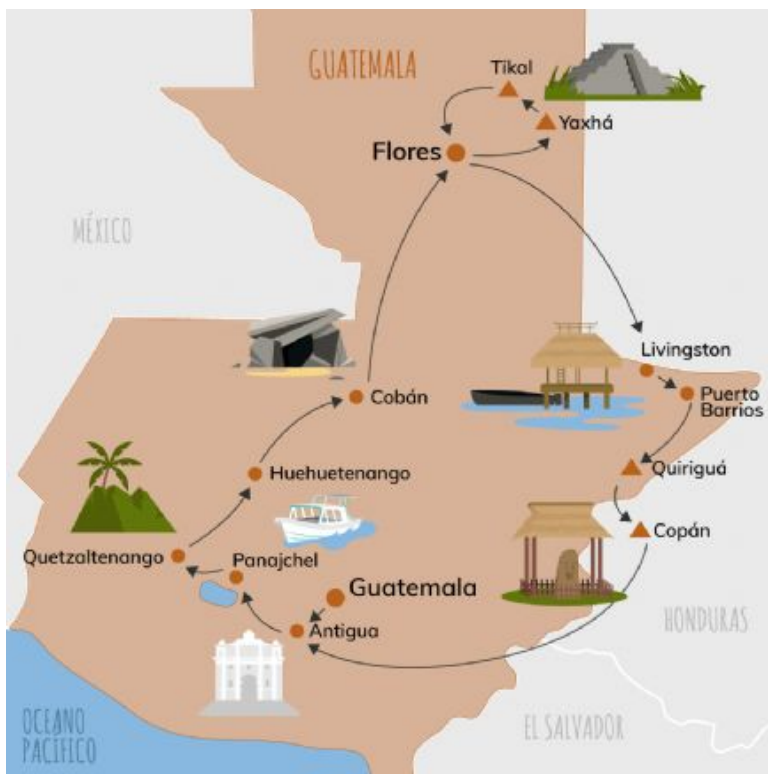 GUATEMALA
Tikal
Yaxhá
Flores
MÉXICO
Livingston
Cobán
Puerto
Barrios
Huehuetenango
Quiriguá
Copán
Quetzaltenango
Panajchel
Guatemala
Antigua
HONDURAS
OCEANO
PACÍFICO
EL SALVADOR